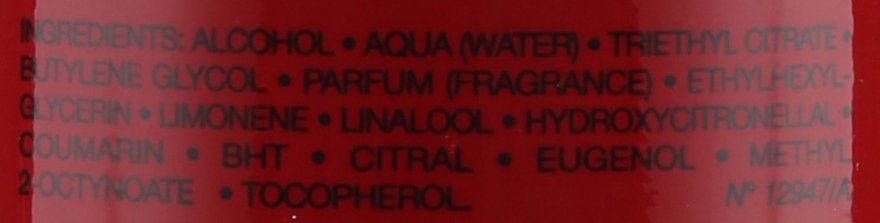 INGREDIENTS: ALCOHOL • AQUA (WATER) • TRIETHYL CITRATE •
BUTYLENE GLYCOL • PARFUM (FRAGRANCE) • ETHYLHEXYL-
GLYCERIN • LIMONENE • LINALOOL • HYDROXYCITRONELLAL •
COUMARIN • BHT • CITRAL • EUGENOL • METHYL
2-OCTYNOATE • TOCOPHEROL N° 12947/A